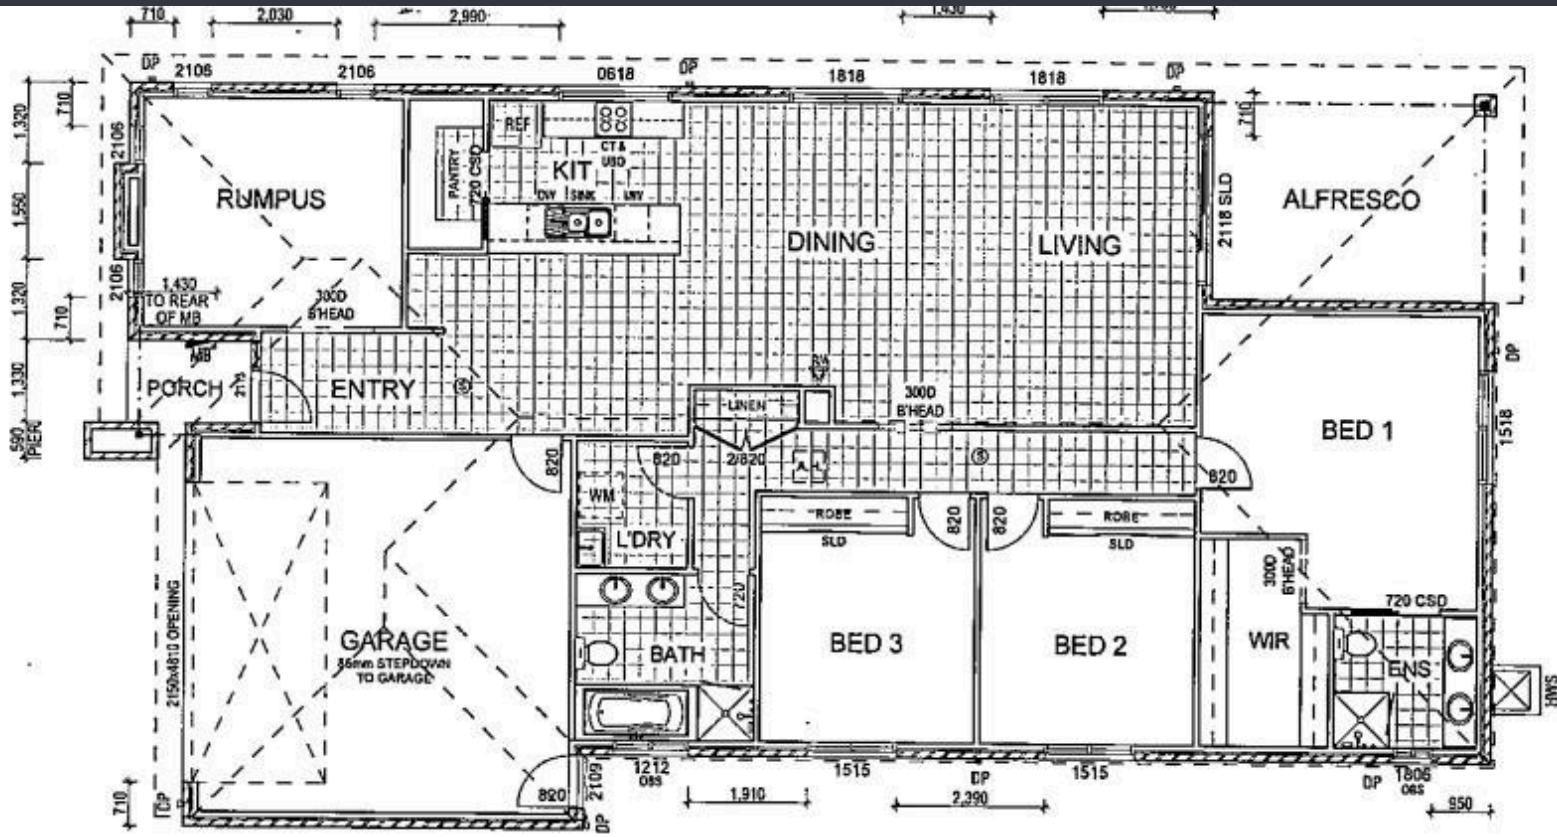 710
2,030
2,990
1,430
DP
2106
2106
0618
DP
1818
1818
DP
1,320
710
2106
1,550
2106
1,320
710
1,330
590
PIER
RUMPUS
1,430
TO REAR
OF MB
300D
B'HEAD
PANTRY
720 CSD
REF
CT &
UBO
KIT
DW
SINK
DINING
LIVING
2118 SLD
710
ALFRESCO
MB
PORCH
ENTRY
S
LINEN
2/820
300D
B'HEAD
BED 1
DP
1518
820
820
820
WM
L'DRY
S
ROBE
SLD
820
820
ROBE
SLD
300D
B'HEAD
720 CSD
720
2150x4810 OPENING
GARAGE
86mm STEPDOWN
TO GARAGE
BATH
BED 3
BED 2
WIR
ENS
HWS
820
2109
1212
OBS
1515
DP
1515
DP
1806
OBS
710
DP
DP
1,910
2,390
950